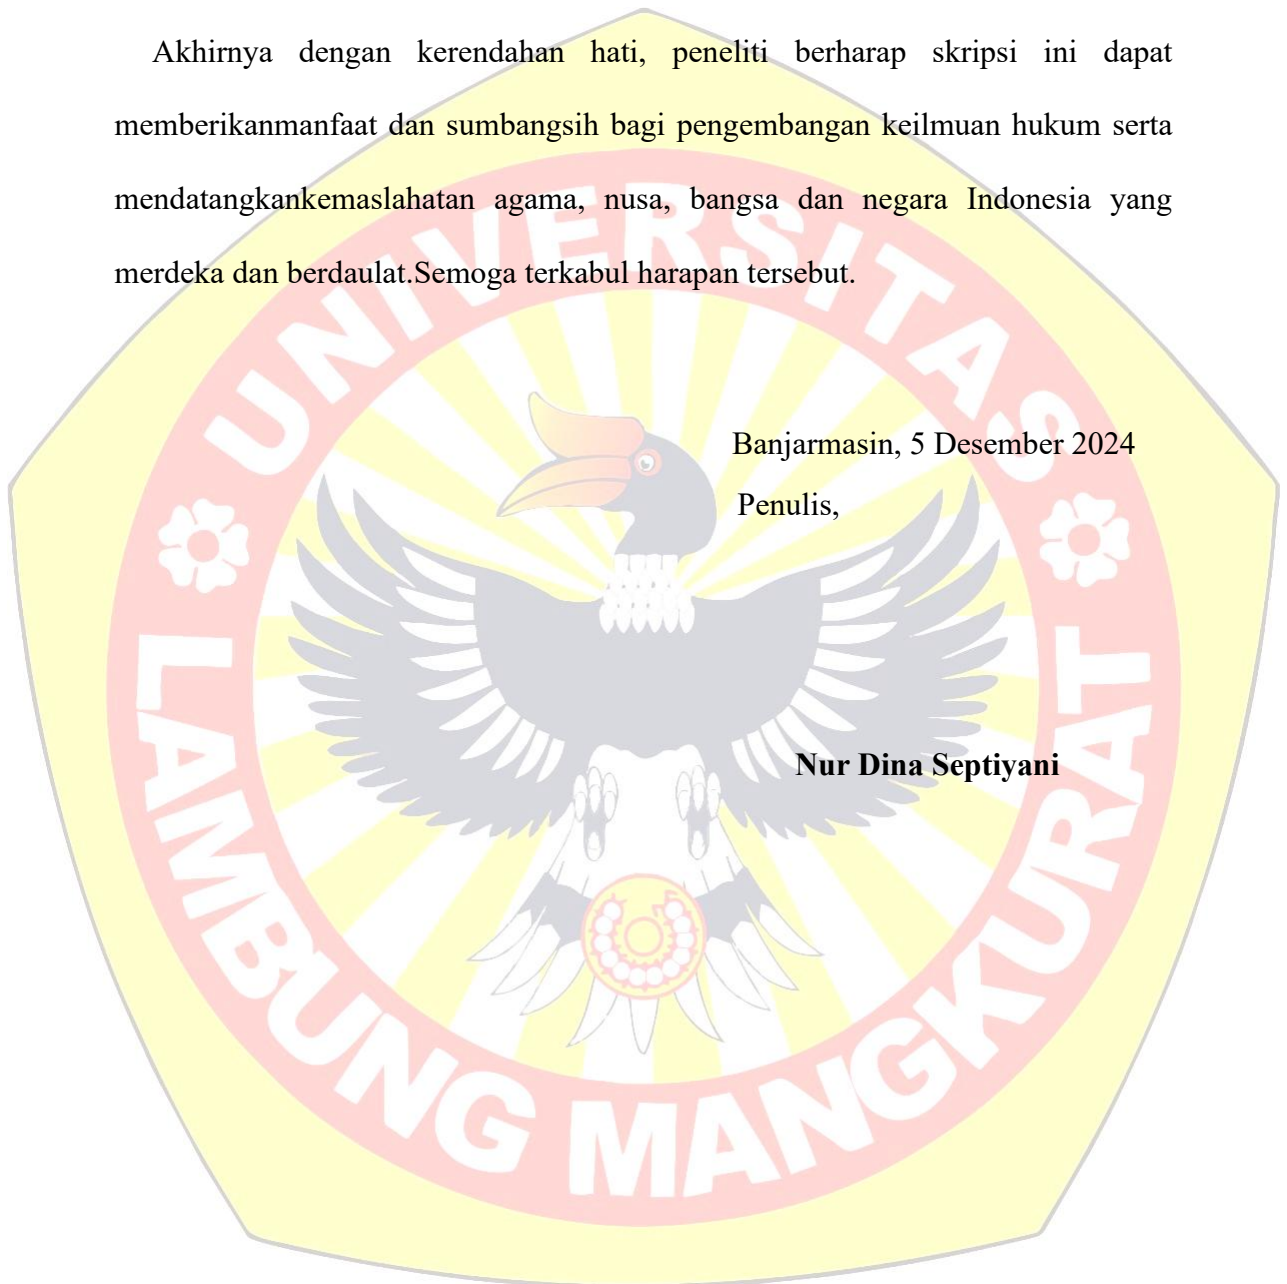 Akhirnya dengan kerendahan hati, peneliti berharap skripsi ini dapat
memberikanmanfaat dan sumbangsih bagi pengembangan keilmuan hukum serta
mendatangkankemaslahatan agama, nusa, bangsa dan negara Indonesia yang
merdeka dan berdaulat.Semoga terkabul harapan tersebut.
UNIVERSITAS
Banjarmasin, 5 Desember 2024
Penulis,
Nur Dina Septiyani
LAMBUNG MANGKURAT